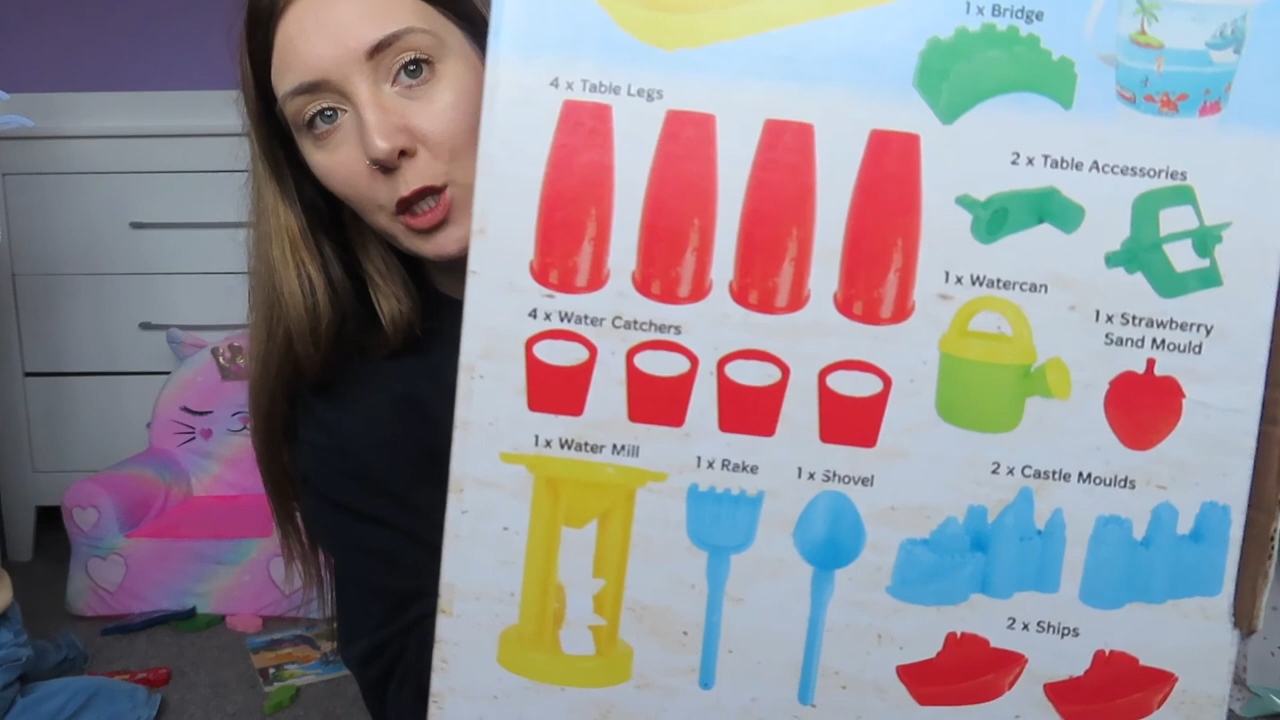 1 x Bridge
4 x Table Legs
2 x Table Accessories
1 x Watercan
4 x Water Catchers
1 x Strawberry
Sand Mould
1 x Water Mill
1 x Rake
1 x Shovel
2 x Castle Moulds
2 x Ships